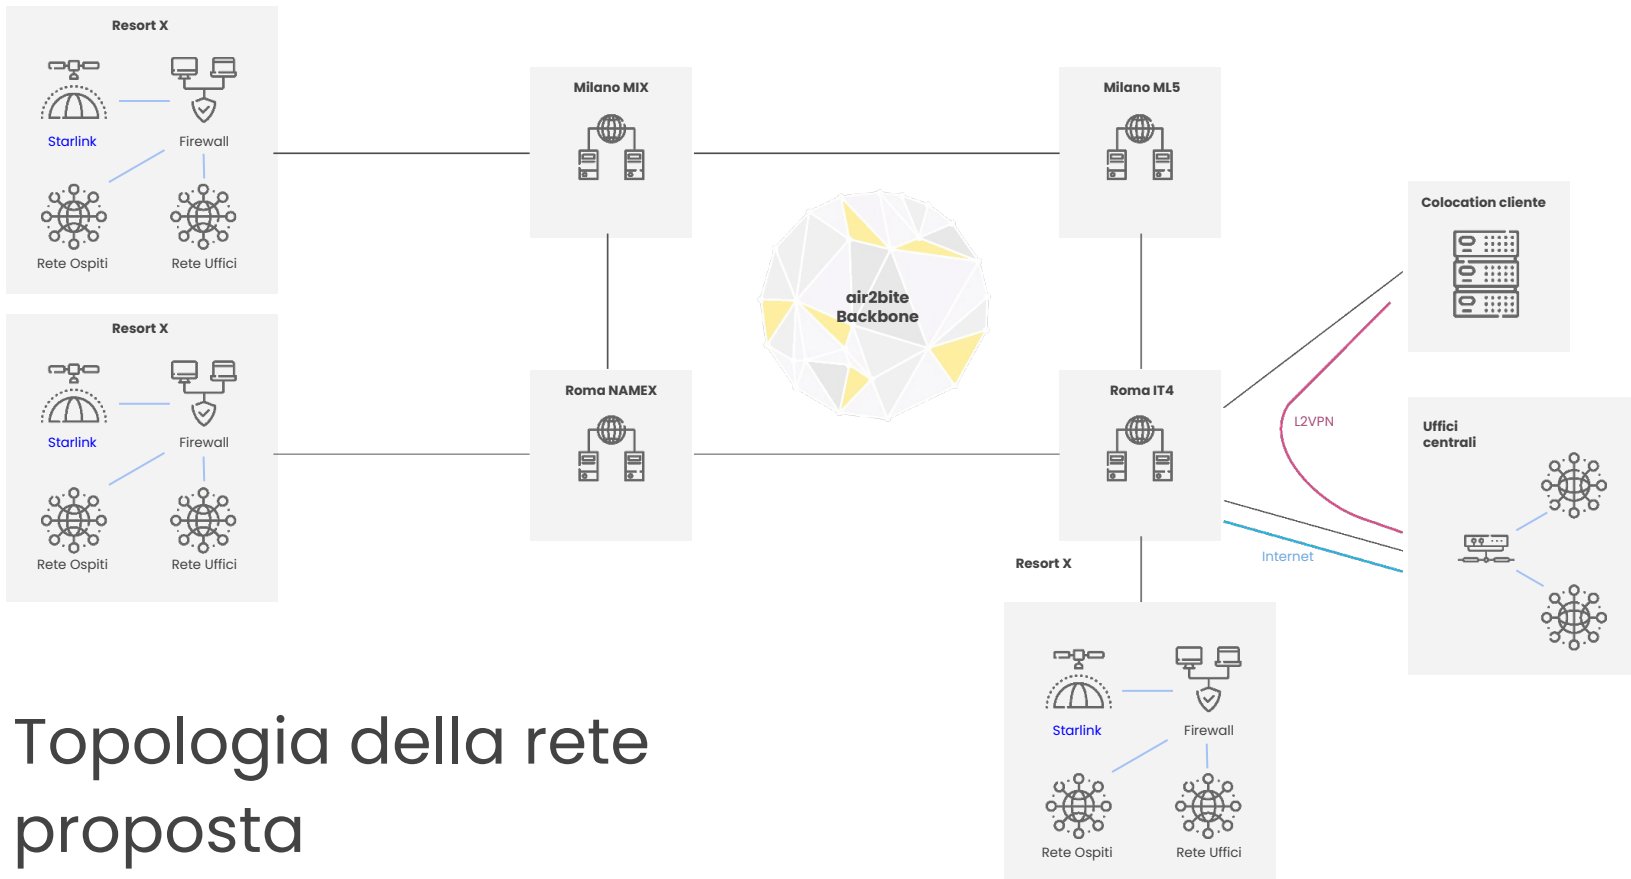 Resort X
Starlink
Firewall
Rete Ospiti
Rete Uffici
Resort X
Starlink
Firewall
Rete Ospiti
Rete Uffici
Milano MIX
Milano ML5
air2bite
Backbone
Roma NAMEX
Roma IT4
Colocation cliente
L2VPN
Uffici
centrali
Internet
Resort X
Starlink
Firewall
Rete Ospiti
Rete Uffici
Topologia della rete
proposta